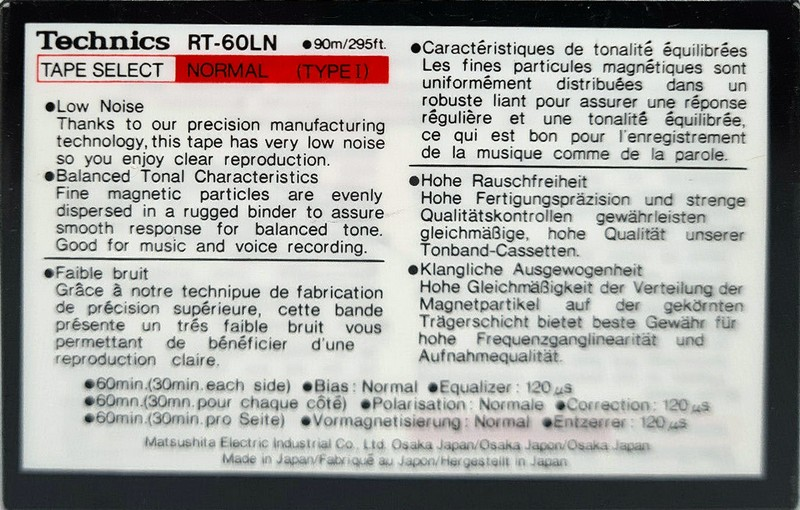 Technics RT-60LN ●90m/295ft.
TAPE SELECT NORMAL (TYPE I)
●Low Noise
Thanks to our precision manufacturing
technology, this tape has very low noise
so you enjoy clear reproduction.
●Balanced Tonal Characteristics
Fine magnetic particles are evenly
dispersed in a rugged binder to assure
smooth response for balanced tone.
Good for music and voice recording.
●Faible bruit
Grâce à notre technipue de fabrication
de précision supérieure, cette bande
présente un trés faible bruit vous
permettant de bénéficier d'une
reproduction claire.
●Caractéristiques de tonalité équilibrées
Les fines particules magnétiques sont
uniformément distribuées dans un
robuste liant pour assurer une réponse
régulière et une tonalité équilibrée,
ce qui est bon pour l'enregistrement
de la musique comme de la parole.
●Hohe Rauschfreiheit
Hohe Fertigungspräzision und strenge
Qualitätskontrollen gewährleisten
gleichmäßige, hohe Qualität unserer
Tonband-Cassetten.
●Klangliche Ausgewogenheit
Hohe Gleichmäßigkeit der Verteilung der
Magnetpartikel auf der gekörnten
Trägerschicht bietet beste Gewähr für
hohe Frequenzganglinearität und
Aufnahmequalität.
●60min.(30min.each side) ●Bias: Normal ●Equalizer: 120μs
●60mn.(30mn.pour chaque côté) ●Polarisation: Normale ●Correction: 120μs
●60min.(30min.pro Seite) ●Vormagnetisierung: Normal ●Entzerrer: 120μs
Matsushita Electric Industrial Co., Ltd. Osaka Japan/Osaka Japon/Osaka Japan
Made in Japan/Fabriqué au Japon/Hergestellt in Japan